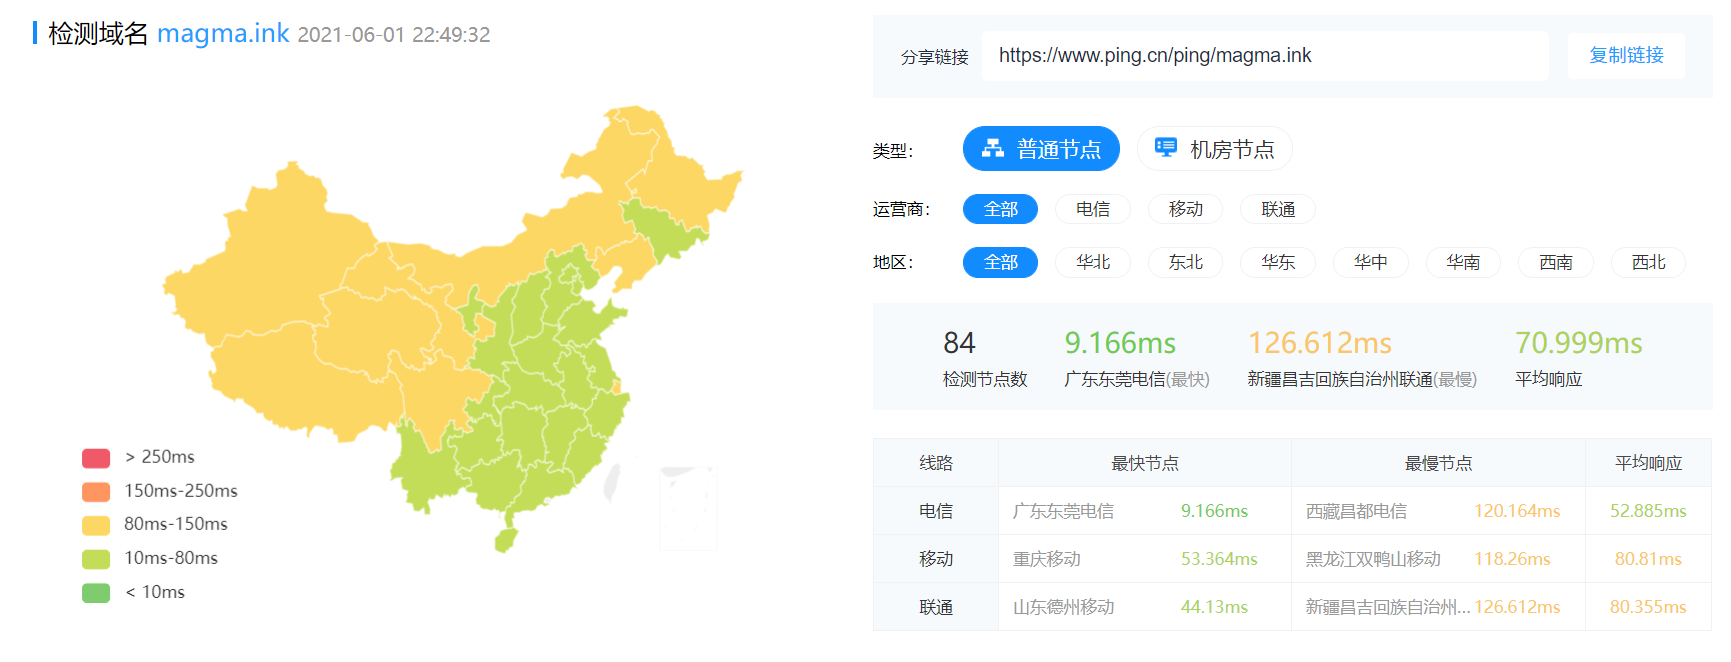 检测域名 magma.ink 2021-06-01 22:49:32
> 250ms
150ms-250ms
80ms-150ms
10ms-80ms
< 10ms
分享链接 https://www.ping.cn/ping/magma.ink 复制链接
类型： 普通节点 机房节点
运营商： 全部 电信 移动 联通
地区： 全部 华北 东北 华东 华中 华南 西南 西北
84 9.166ms 126.612ms 70.999ms
检测节点数 广东东莞电信(最快) 新疆昌吉回族自治州联通(最慢) 平均响应
线路 最快节点 最慢节点 平均响应
电信 广东东莞电信 9.166ms 西藏昌都电信 120.164ms 52.885ms
移动 重庆移动 53.364ms 黑龙江双鸭山移动 118.26ms 80.81ms
联通 山东德州移动 44.13ms 新疆昌吉回族自治州... 126.612ms 80.355ms